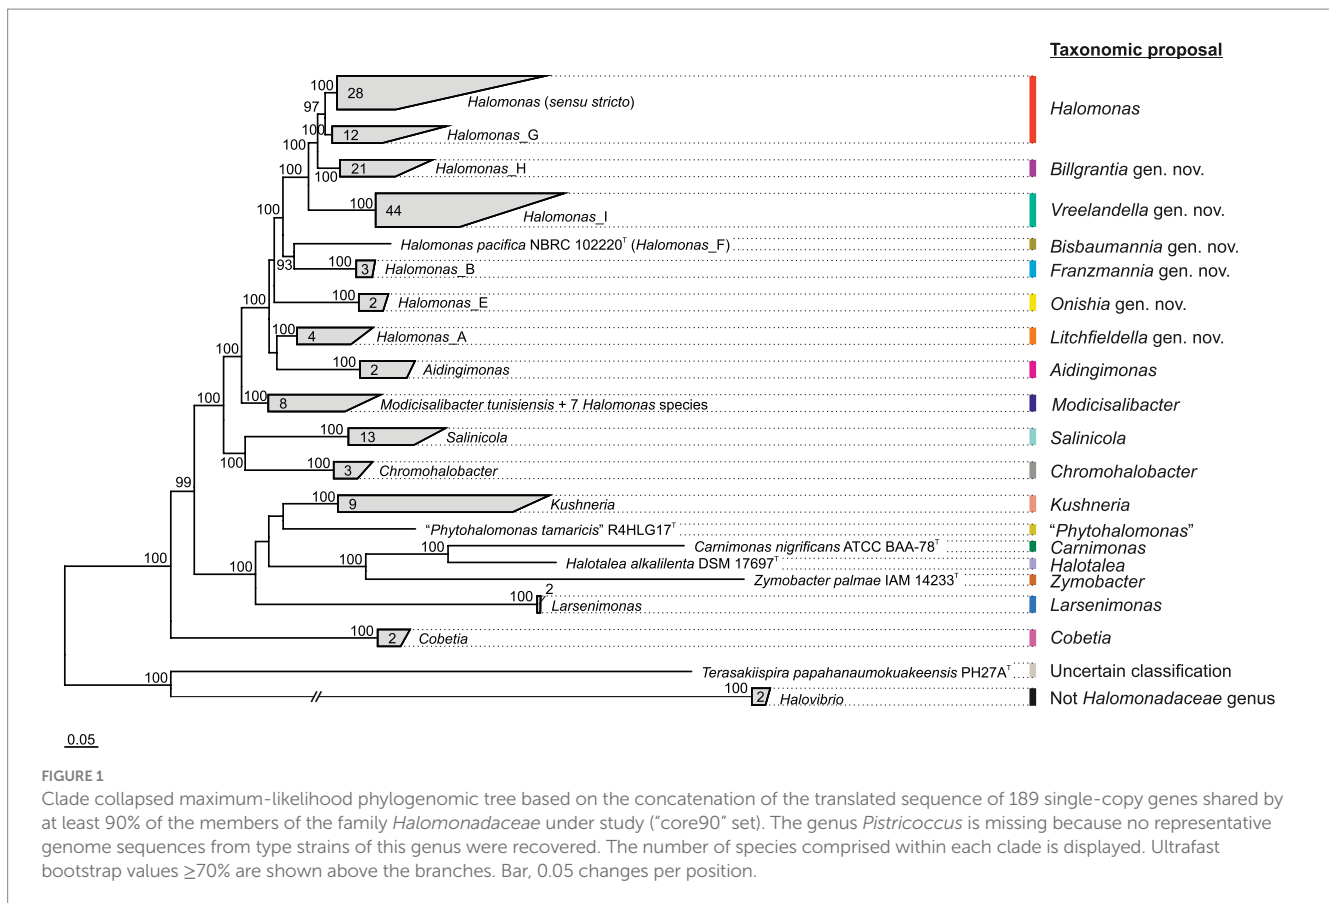 Taxonomic proposal
100
28
Halomonas (sensu stricto)
Halomonas
97
100
12
Halomonas_G
100
100
21
Halomonas_H
Billgrantia gen. nov.
100
44
Halomonas_I
Vreelandella gen. nov.
100
Halomonas pacifica NBRC 102220ᵀ (Halomonas_F)
Bisbaumannia gen. nov.
93
100
3
Halomonas_B
Franzmannia gen. nov.
100
100
2
Halomonas_E
Onishia gen. nov.
100
4
Halomonas_A
Litchfieldella gen. nov.
100
100
2
Aidingimonas
Aidingimonas
100
100
8
Modicisalibacter tunisiensis + 7 Halomonas species
Modicisalibacter
100
13
Salinicola
Salinicola
100
100
3
Chromohalobacter
Chromohalobacter
99
100
9
Kushneria
Kushneria
“Phytohalomonas tamaricis” R4HLG17ᵀ
“Phytohalomonas”
100
Carnimonas nigrificans ATCC BAA-78ᵀ
Carnimonas
100
100
Halotalea alkalilenta DSM 17697ᵀ
Halotalea
100
Zymobacter palmae IAM 14233ᵀ
Zymobacter
100
2
Larsenimonas
Larsenimonas
100
2
Cobetia
Cobetia
100
Terasakiispira papahanaumokuakeensis PH27Aᵀ
Uncertain classification
100
2
Halovibrio
Not Halomonadaceae genus
0.05
FIGURE 1
Clade collapsed maximum-likelihood phylogenomic tree based on the concatenation of the translated sequence of 189 single-copy genes shared by
at least 90% of the members of the family Halomonadaceae under study (“core90” set). The genus Pistricoccus is missing because no representative
genome sequences from type strains of this genus were recovered. The number of species comprised within each clade is displayed. Ultrafast
bootstrap values ≥70% are shown above the branches. Bar, 0.05 changes per position.